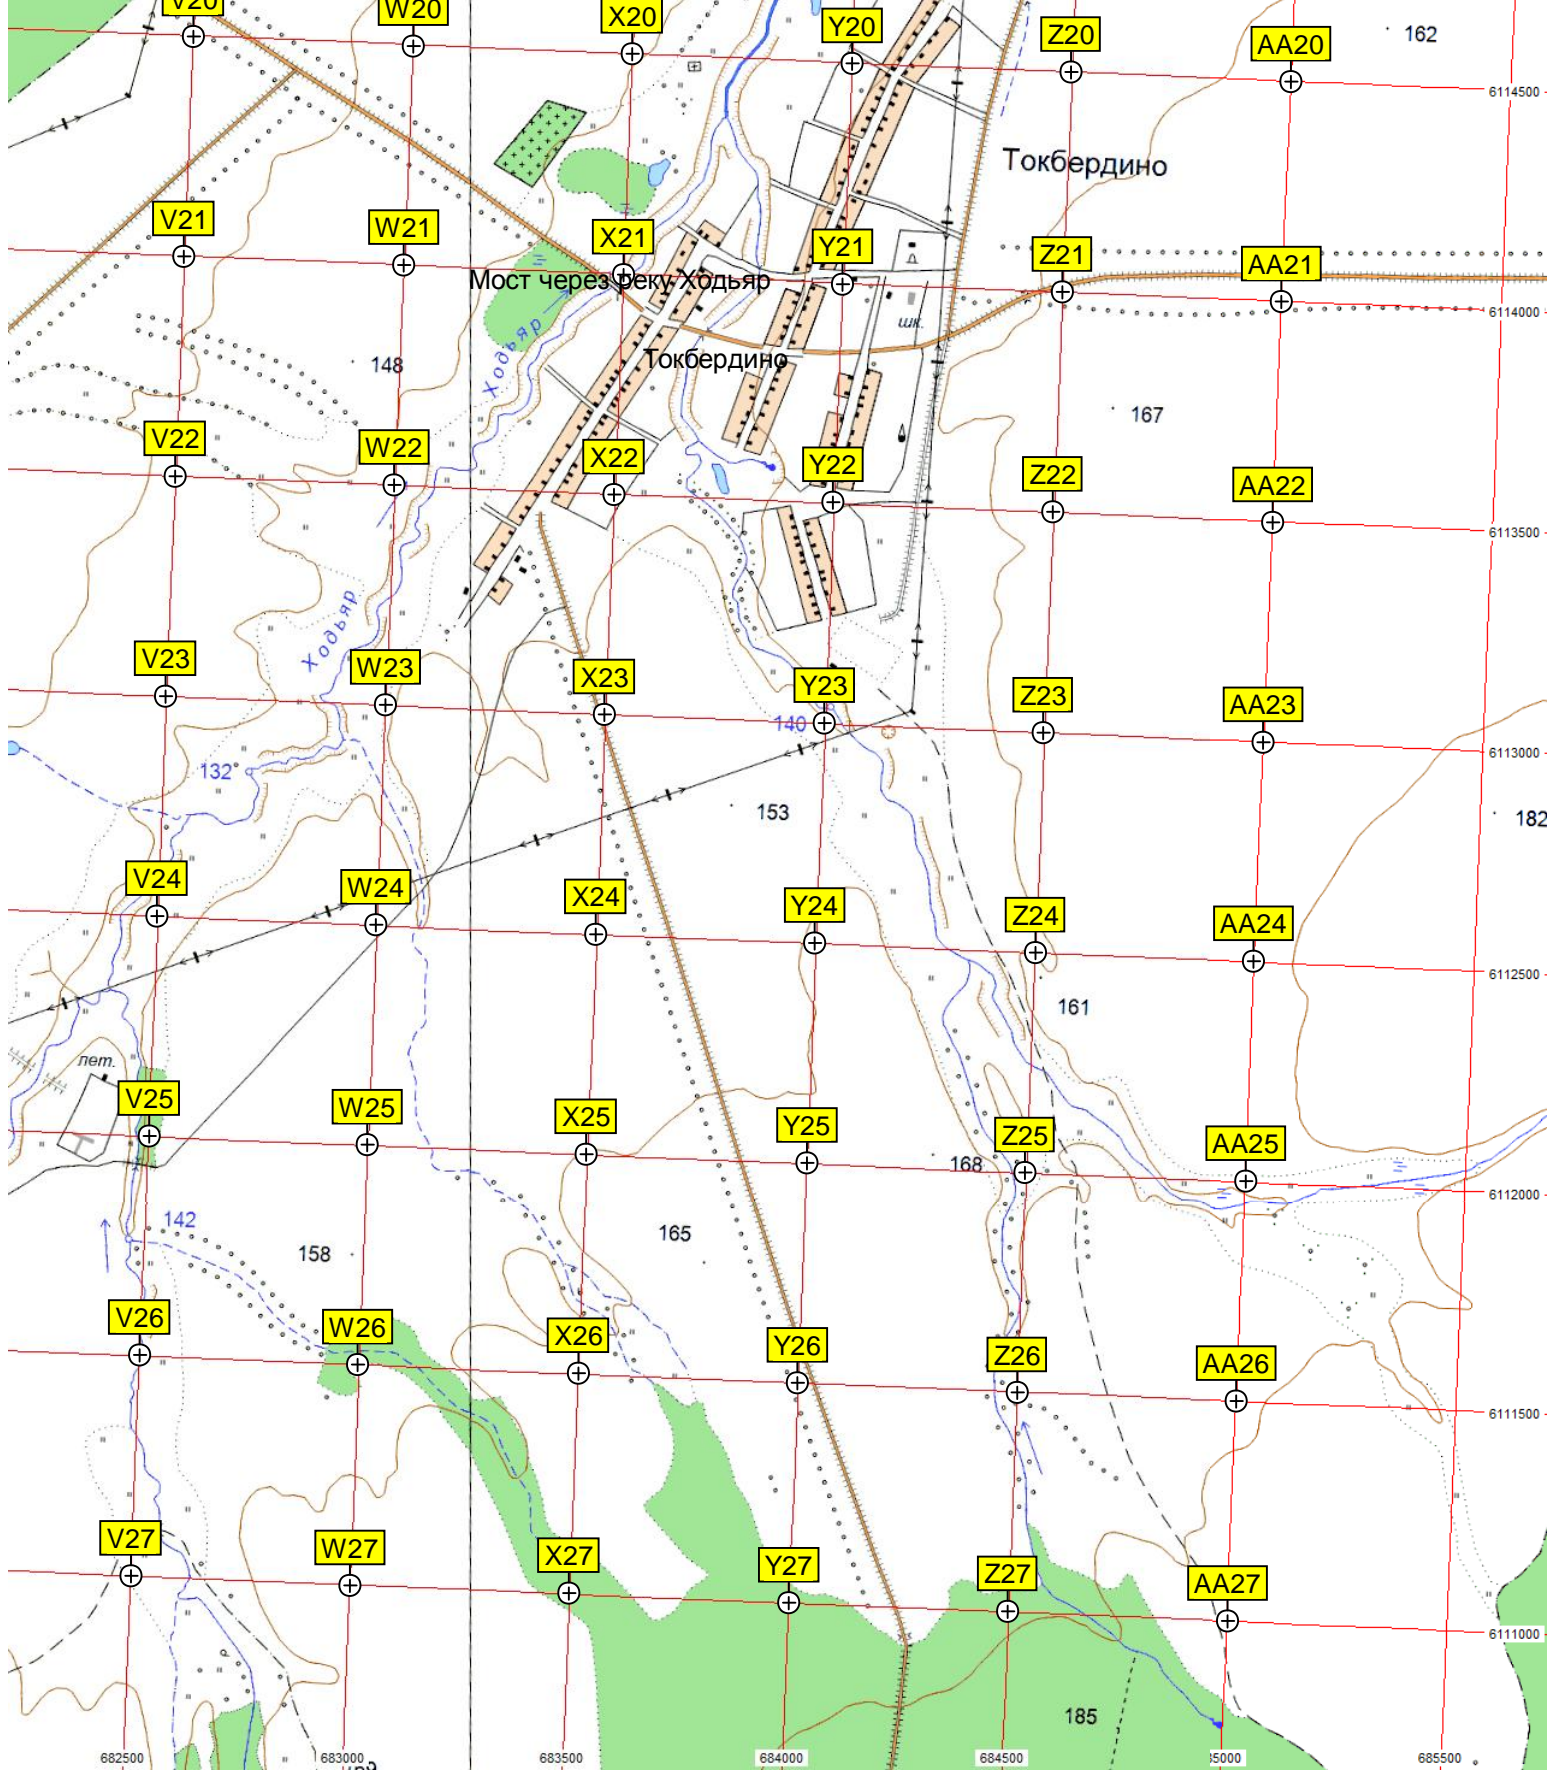 V20 W20 X20 Y20 Z20 AA20 162
6114500
Токбердино
V21 W21 X21 Y21 Z21 AA21
Мост через реку Ходьяр
6114000
шк.
Ходьяр
148
Токбердино
167
V22 W22 X22 Y22 Z22 AA22
6113500
Ходьяр
V23 W23 X23 Y23 Z23 AA23
140
6113000
132
153
182
V24 W24 X24 Y24 Z24 AA24
6112500
161
лет.
V25 W25 X25 Y25 Z25 AA25
168
6112000
142
158
165
V26 W26 X26 Y26 Z26 AA26
6111500
V27 W27 X27 Y27 Z27 AA27
6111000
185
682500 683000 683500 684000 684500 35000 685500